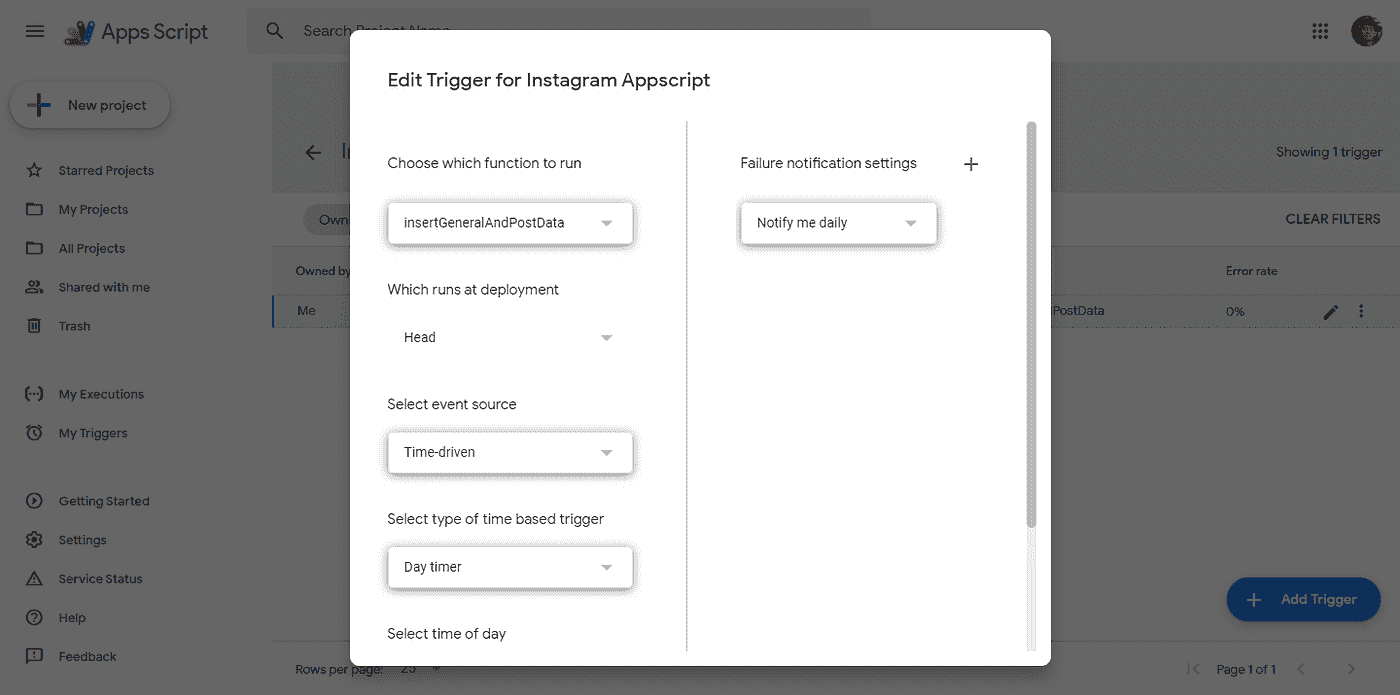 Apps Script
Search Project Name
New project
Starred Projects
My Projects
All Projects
Shared with me
Trash
My Executions
My Triggers
Getting Started
Settings
Service Status
Help
Feedback
Showing 1 trigger
CLEAR FILTERS
Owned by
Error rate
Me
PostData
0%
Edit Trigger for Instagram Appscript
Choose which function to run
insertGeneralAndPostData
Which runs at deployment
Head
Select event source
Time-driven
Select type of time based trigger
Day timer
Select time of day
Failure notification settings
Notify me daily
Add Trigger
Rows per page: 25
Page 1 of 1